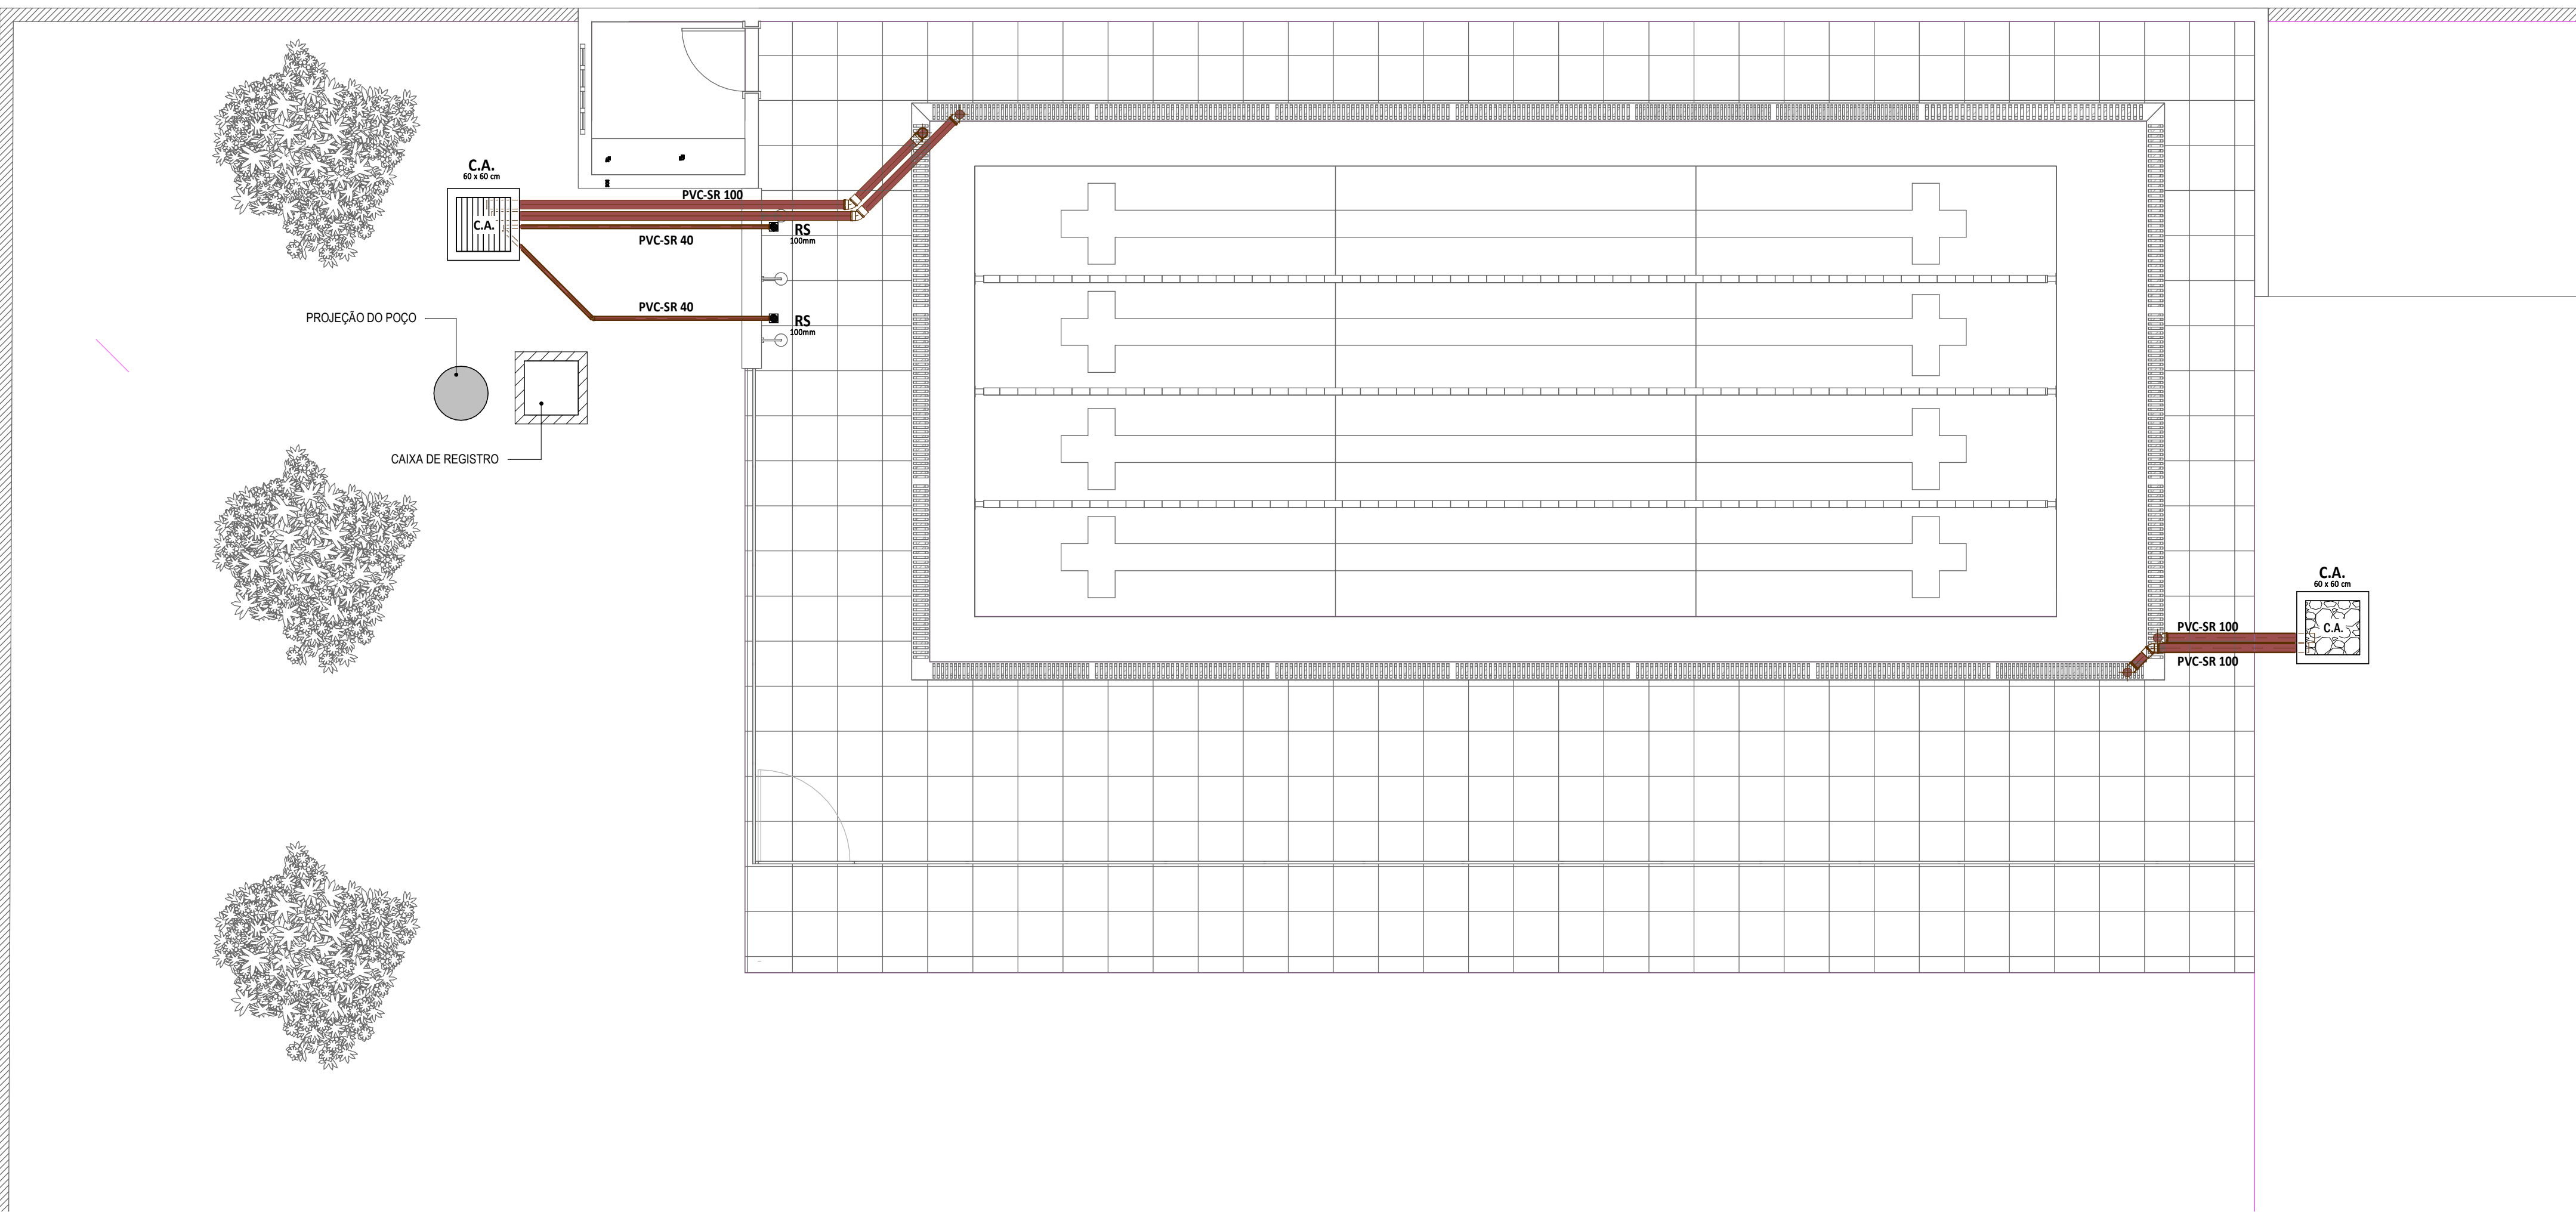 C.A.
60 x 60 cm
C.A.
PVC-SR 100
PVC-SR 40
RS
100mm
PVC-SR 40
RS
100mm
PROJEÇÃO DO POÇO
CAIXA DE REGISTRO
C.A.
60 x 60 cm
C.A.
PVC-SR 100
PVC-SR 100